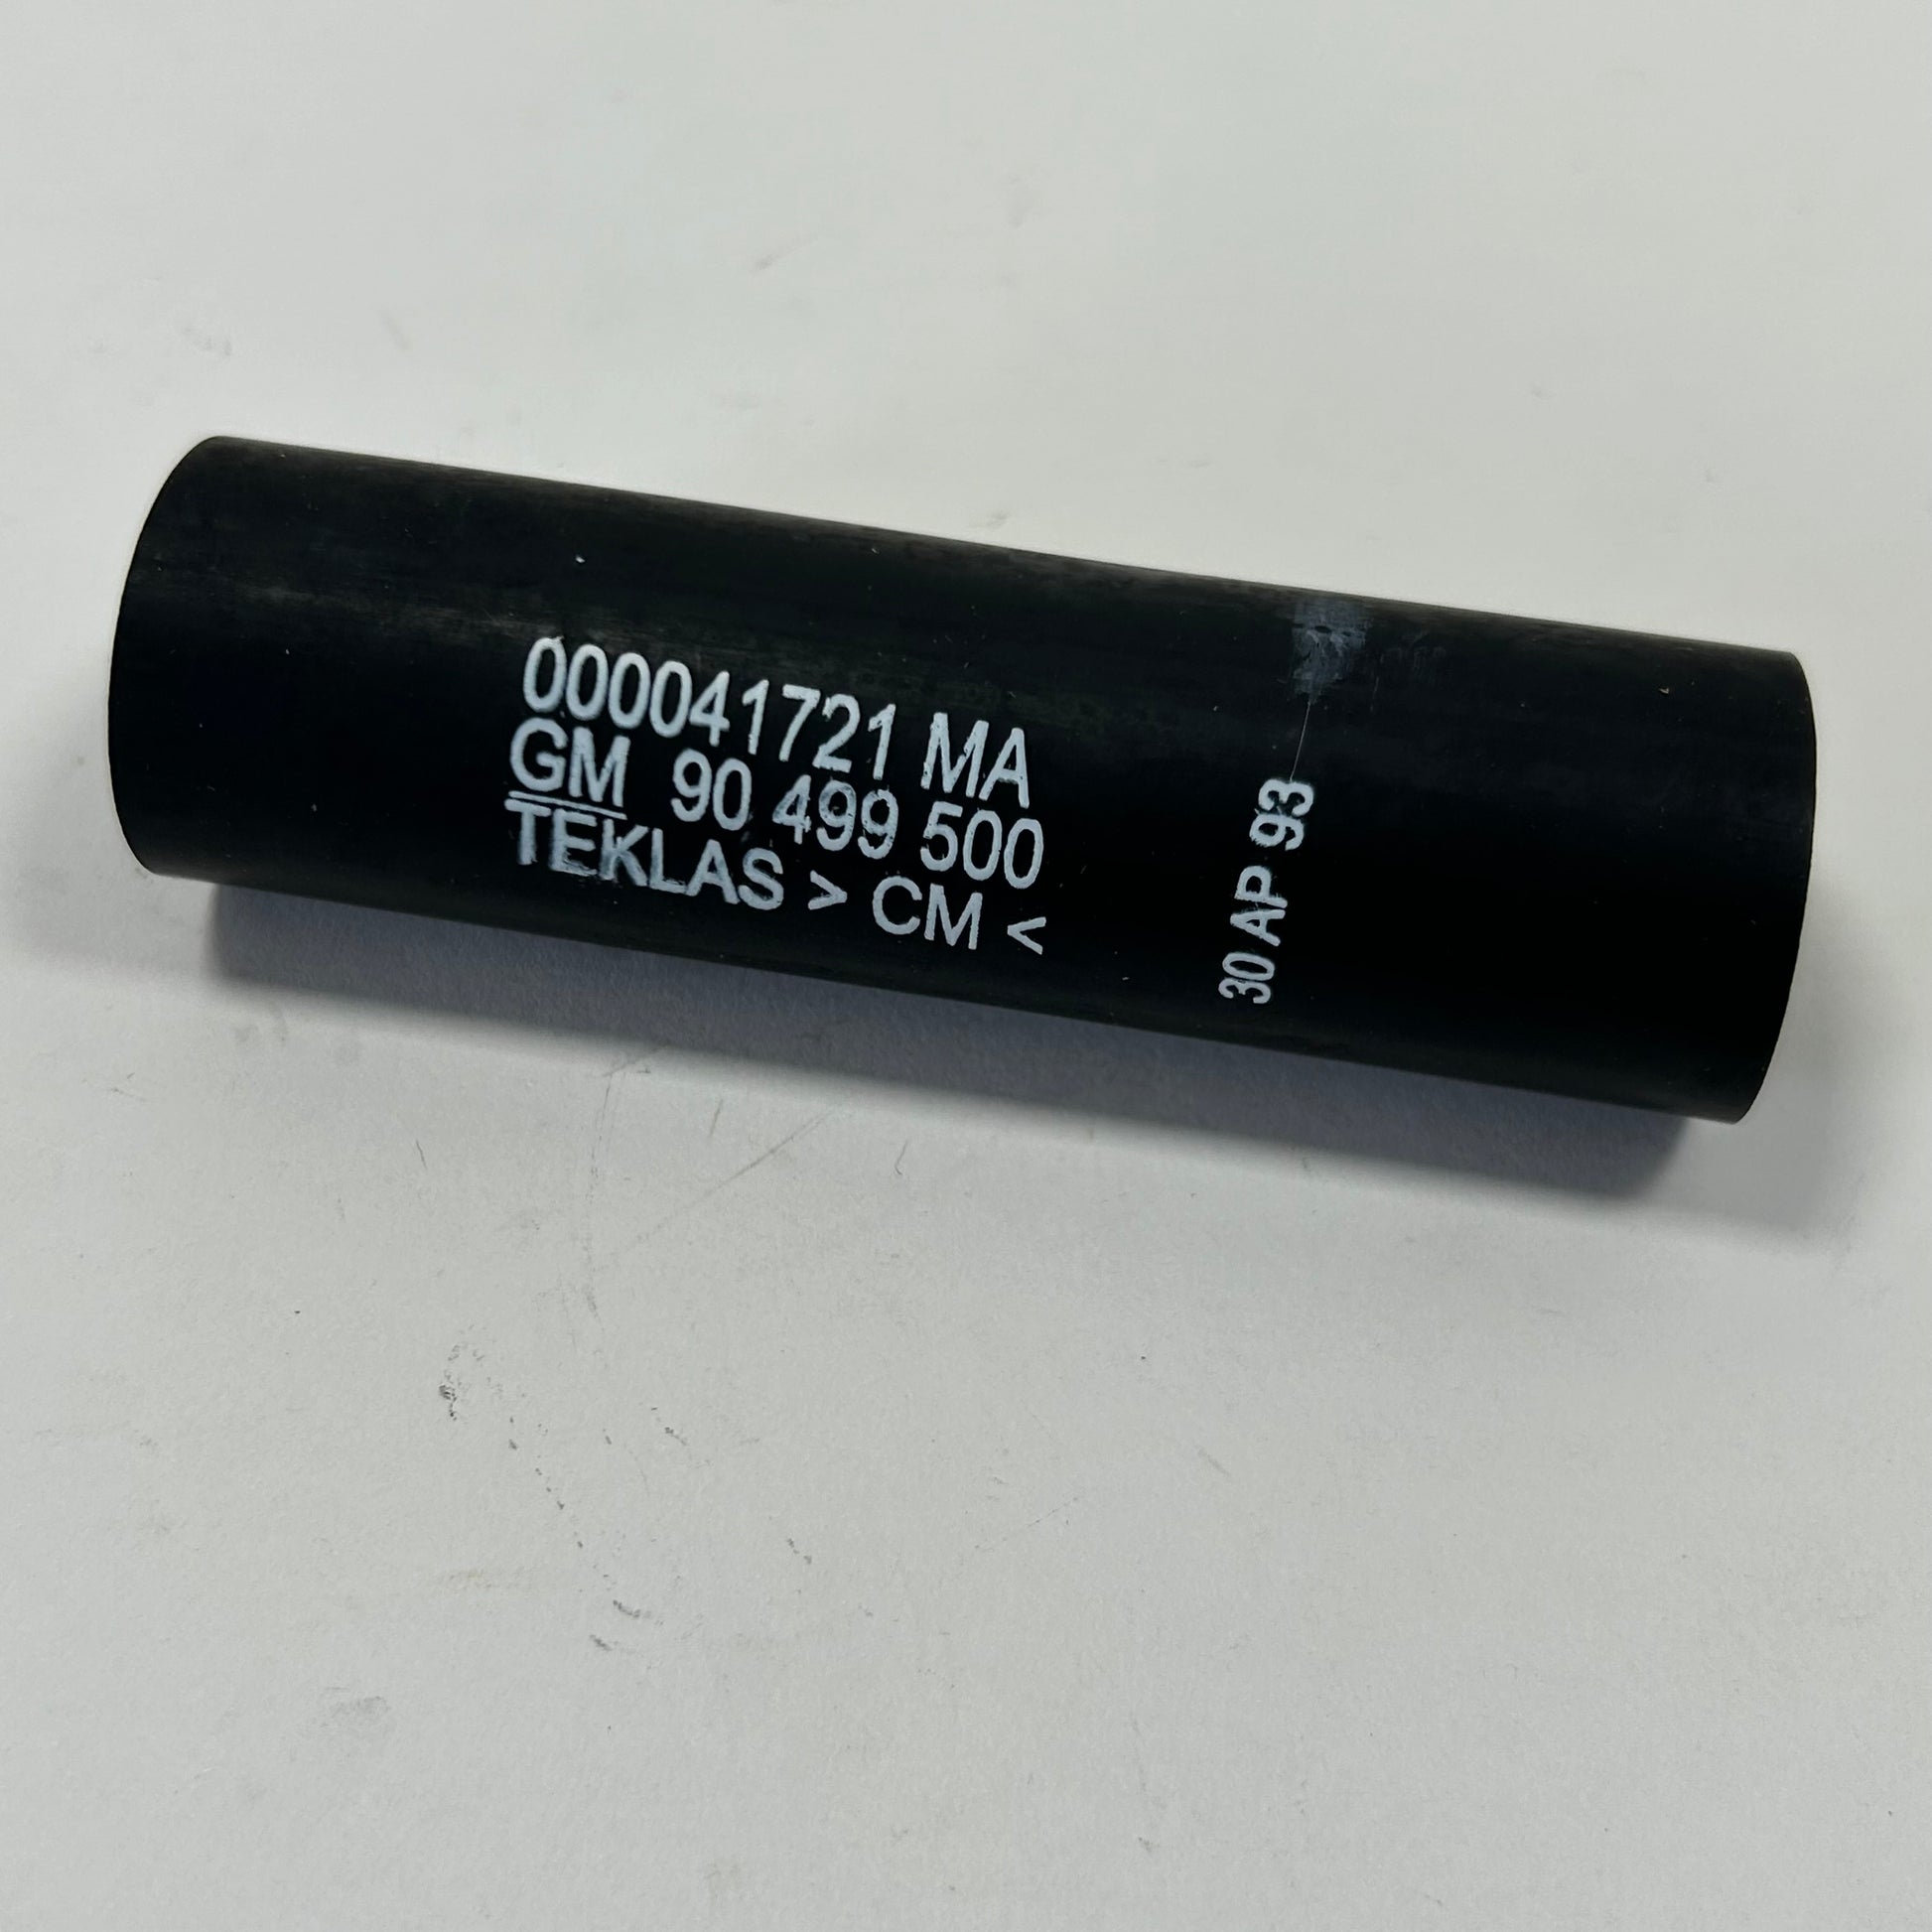 000041721 MA
GM 90 499 500
TEKLAS > CM <
30 AP 93